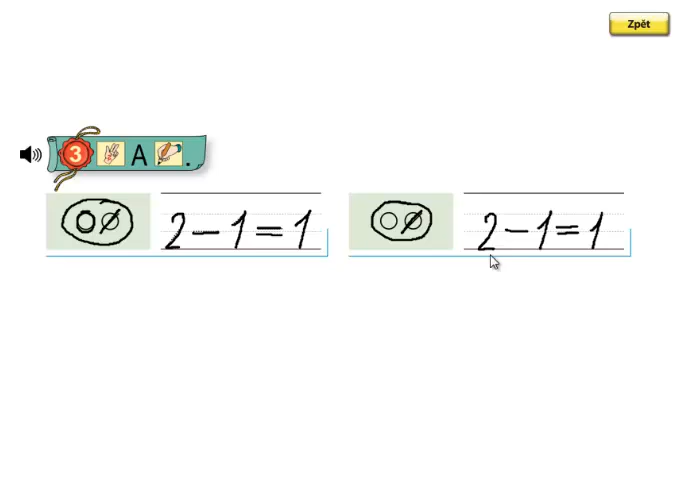 Zpět
3 A .
2 – 1 = 1 2 – 1 = 1